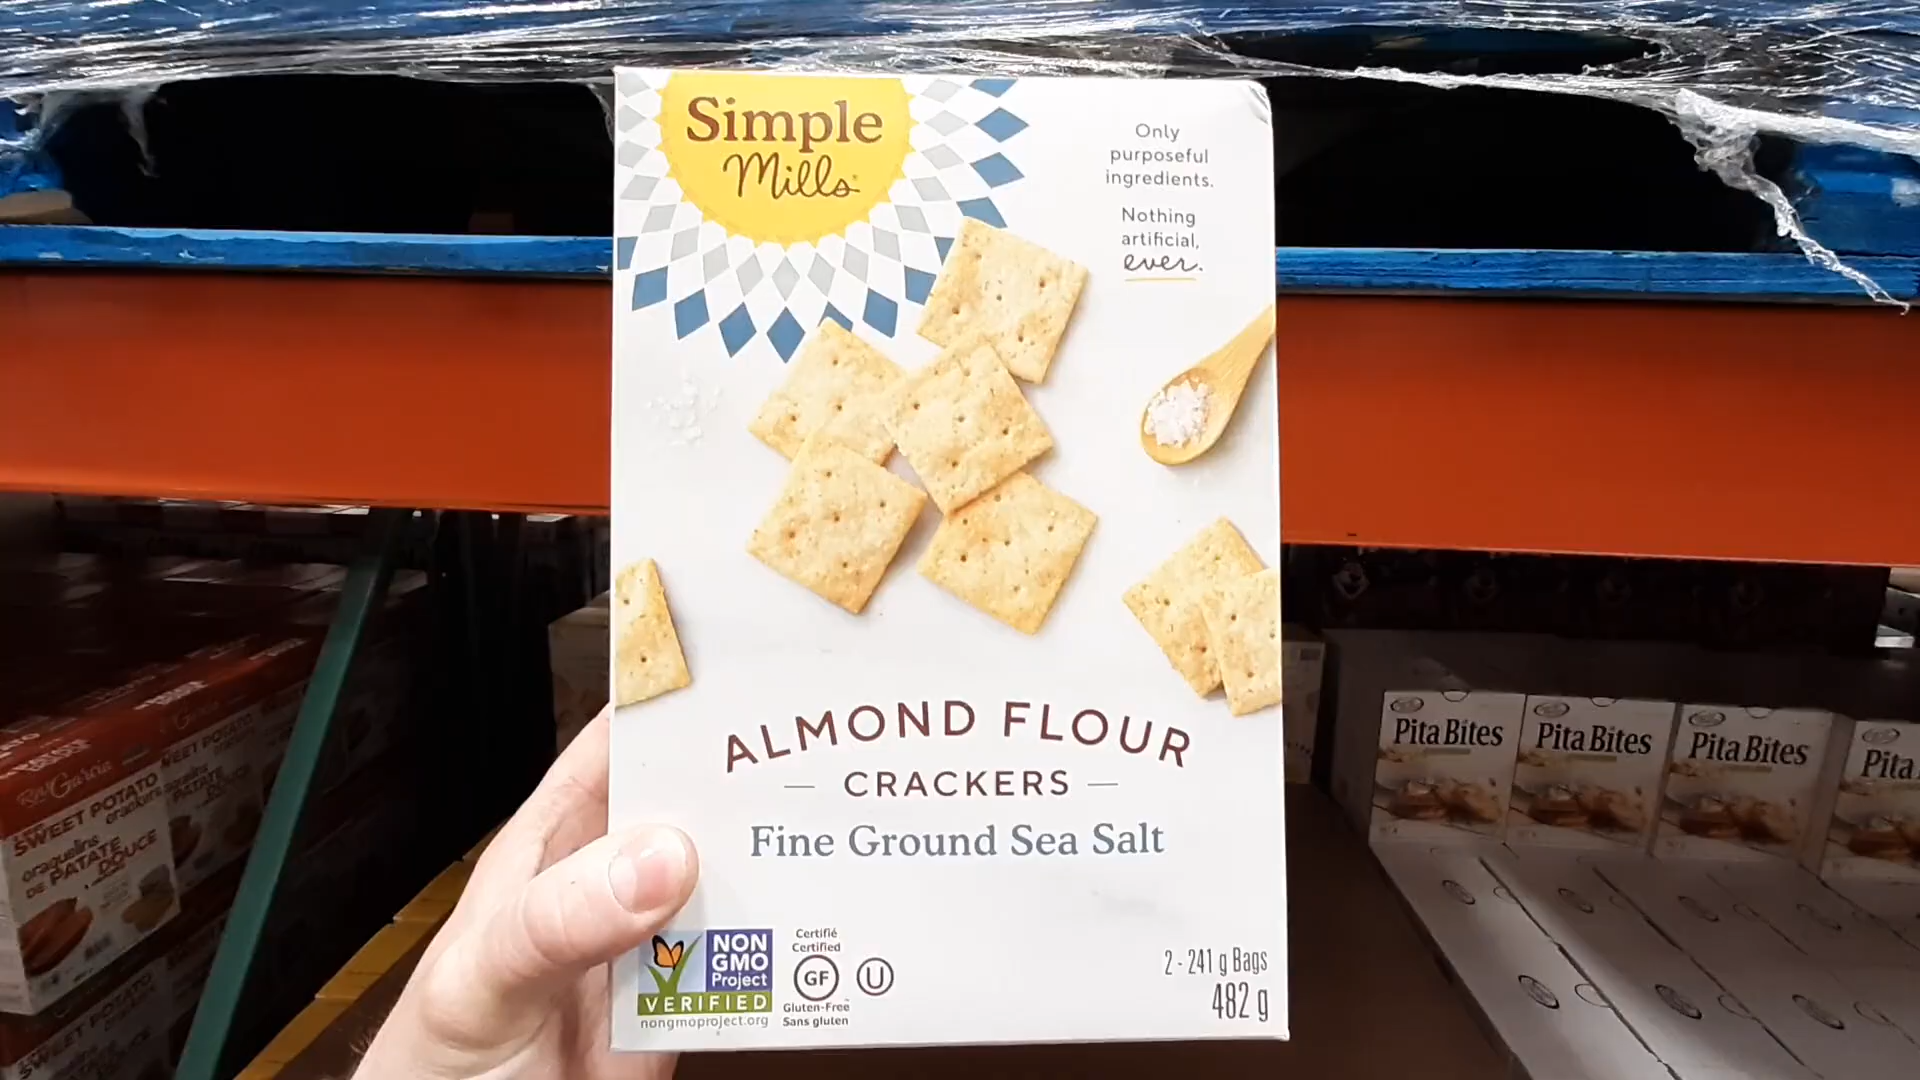 Simple
Mills
Only
purposeful
ingredients.
Nothing
artificial,
ever.
ALMOND FLOUR
CRACKERS
Fine Ground Sea Salt
NON
GMO
Project
VERIFIED
nongmoproject.org
Certifié
Certified
GF
Gluten-Free
Sans gluten
U
2 - 241 g Bags
482 g
Pita Bites
Pita Bites
Pita Bites
Pita
SWEET POTATO
crackers
craquelins
DE PATATE
DOUCE